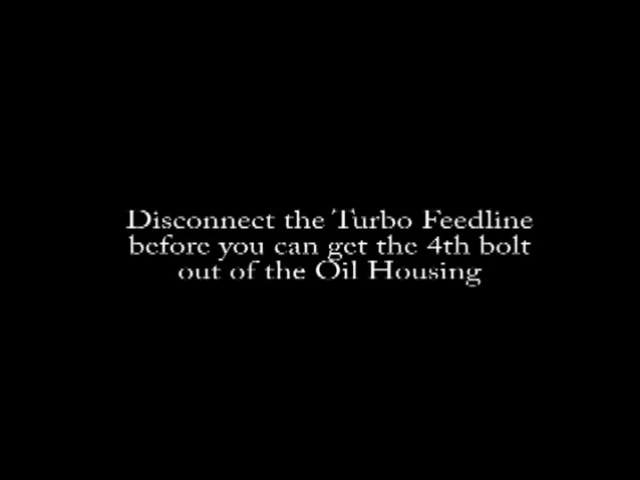 Disconnect the Turbo Feedline
before you can get the 4th bolt
out of the Oil Housing